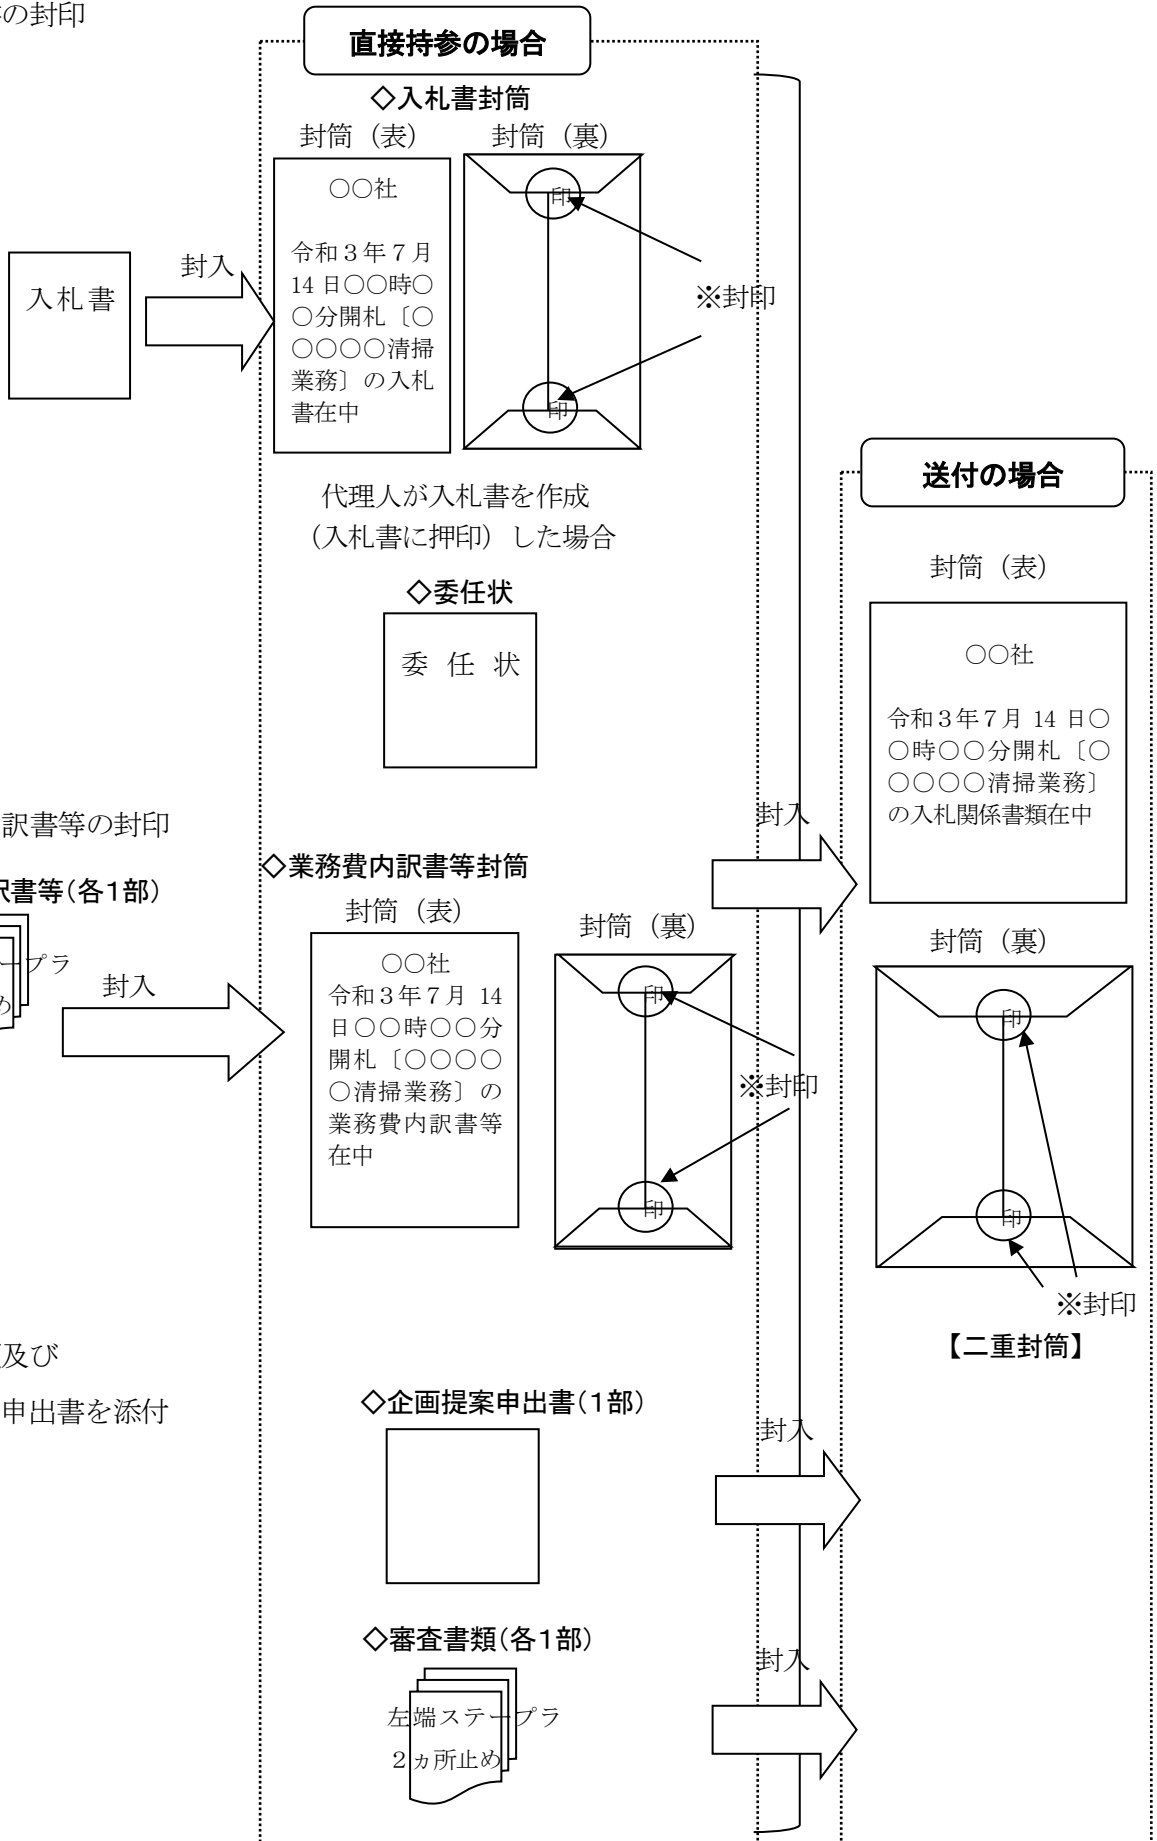 の封印
直接持参の場合
◇入札書封筒
封筒（表）
封筒（裏）
○○社
令和３年７月
14 日○○時○
○分開札〔○
○○○○清掃
業務〕の入札
書在中
印
印
※封印
入札書
封入
代理人が入札書を作成
（入札書に押印）した場合
◇委任状
委 任 状
訳書等の封印
書等（各１部）
ープラ
め
封入
◇業務費内訳書等封筒
封筒（表）
封筒（裏）
○○社
令和３年７月 14
日○○時○○分
開札〔○○○○
○清掃業務〕の
業務費内訳書等
在中
印
印
※封印
及び
申出書を添付
◇企画提案申出書（１部）
◇審査書類（各１部）
左端ステープラ
２ヵ所止め
封入
封入
封入
送付の場合
封筒（表）
○○社
令和３年７月 14 日○
○時○○分開札〔○
○○○○清掃業務〕
の入札関係書類在中
封筒（裏）
印
印
※封印
【二重封筒】